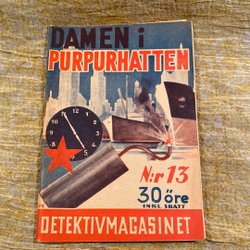 DAMEN i
PURPURHATTEN
N:r 13
30 öre
INKL. SKATT
DETEKTIVMAGASINET